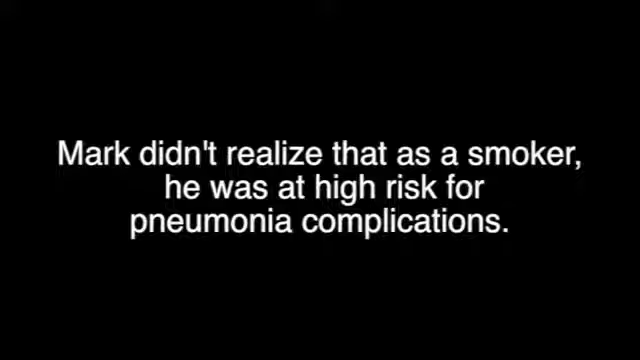 Mark didn't realize that as a smoker,
he was at high risk for
pneumonia complications.